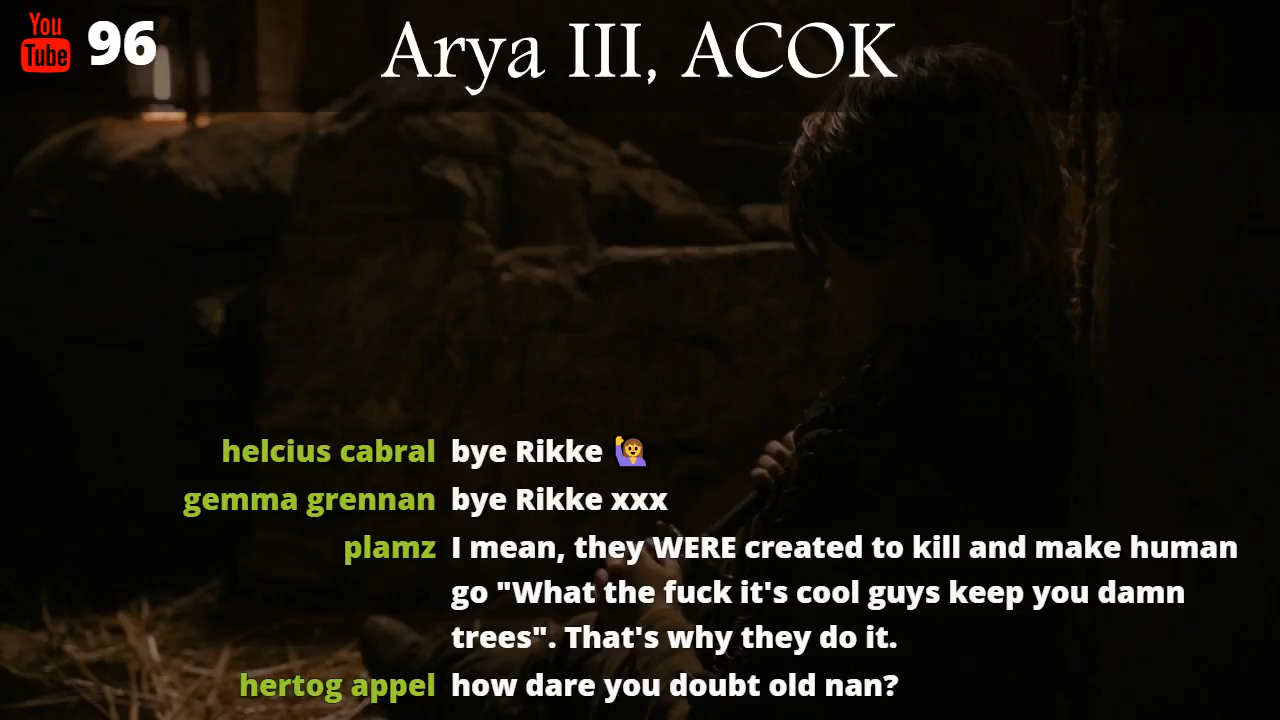 You
Tube 96
Arya III, ACOK
helcius cabral bye Rikke 🙋
gemma grennan bye Rikke xxx
plamz I mean, they WERE created to kill and make human
go "What the fuck it's cool guys keep you damn
trees". That's why they do it.
hertog appel how dare you doubt old nan?